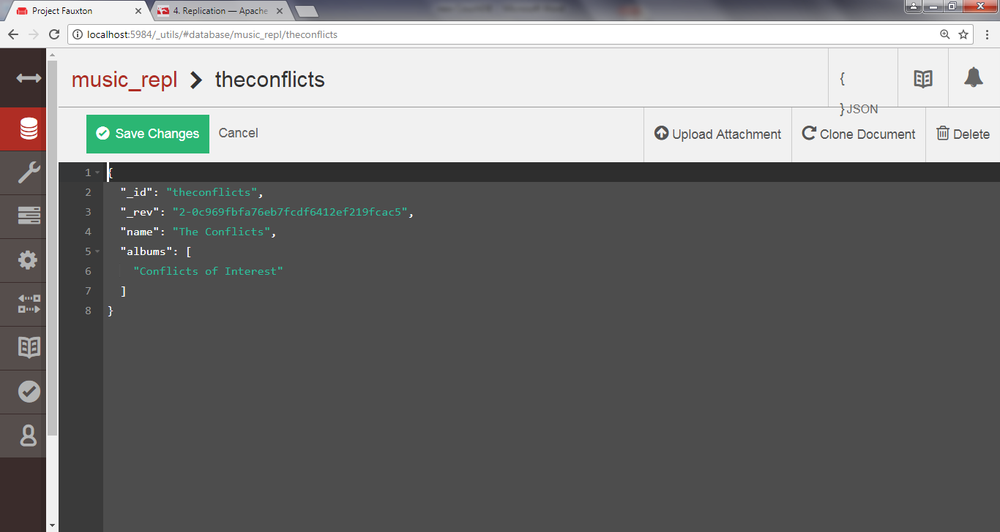 Project Fauxton
4. Replication — Apache
localhost:5984/_utils/#database/music_repl/theconflicts
music_repl > theconflicts
{
}JSON
Save Changes
Cancel
Upload Attachment
Clone Document
Delete
1 {
2 "_id": "theconflicts",
3 "_rev": "2-0c969fbfa76eb7fcdf6412ef219fcac5",
4 "name": "The Conflicts",
5 "albums": [
6 "Conflicts of Interest"
7 ]
8 }